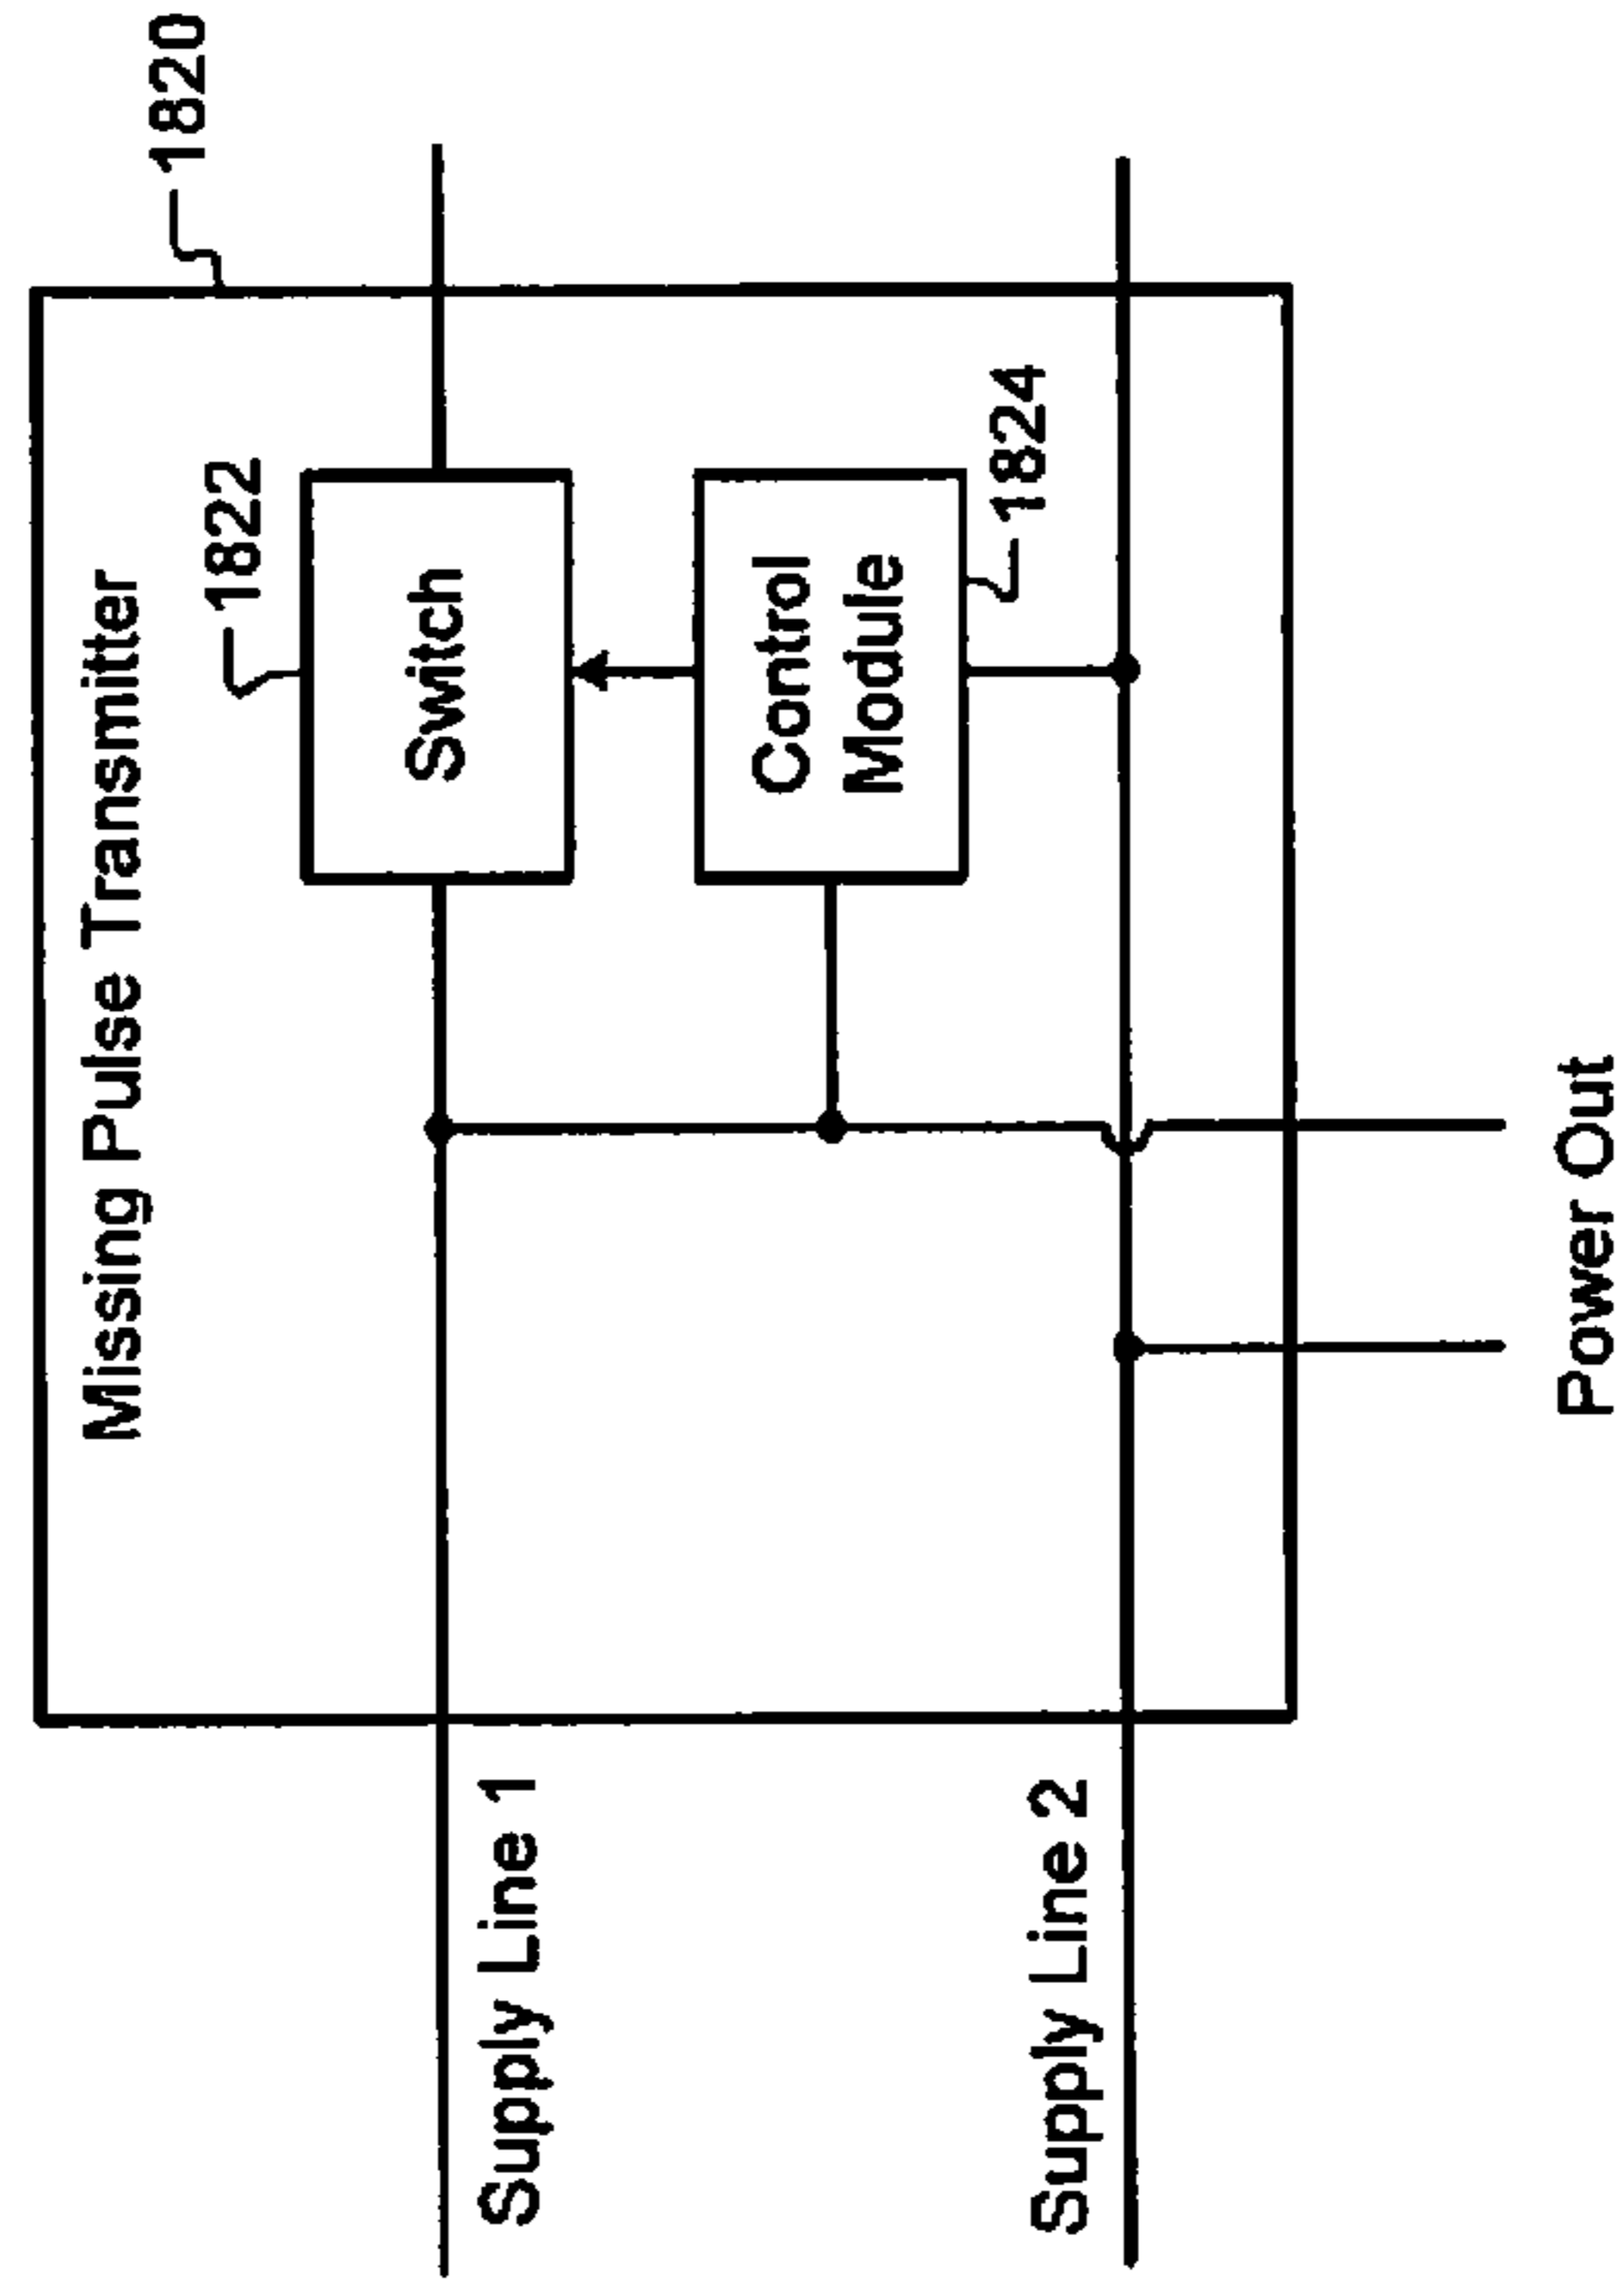 Missing Pulse Transmitter
1820
1822
Switch
Supply Line 1
Control
Module
1824
Supply Line 2
Power Out